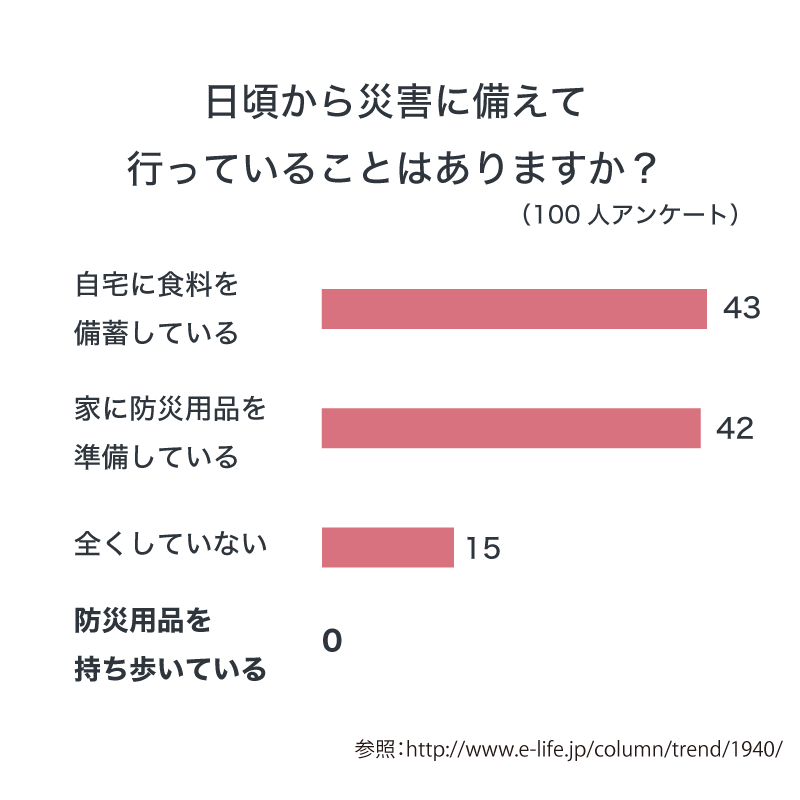 日頃から災害に備えて
行っていることはありますか？
（100 人アンケート）
自宅に食料を
備蓄している
43
家に防災用品を
準備している
42
全くしていない
15
防災用品を
持ち歩いている
0
参照：http://www.e-life.jp/column/trend/1940/